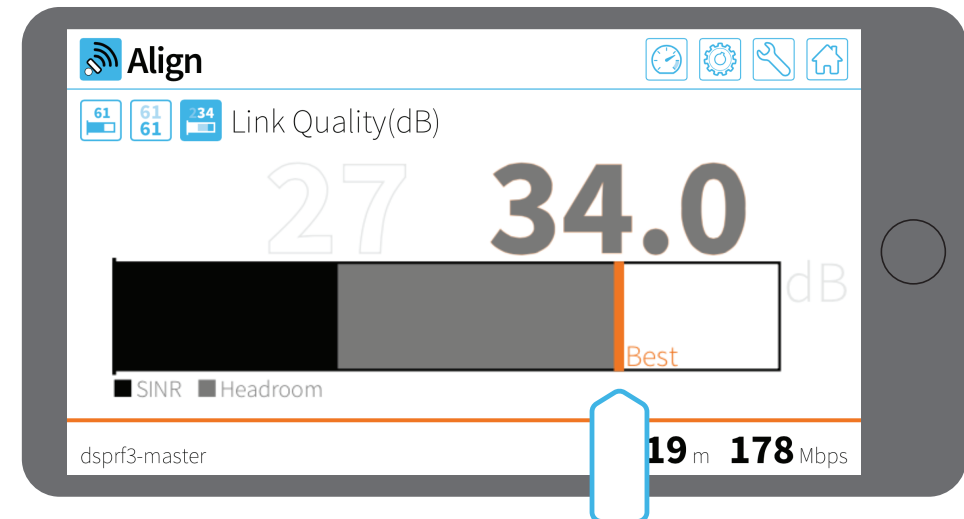 Align
61 61 61 234 Link Quality(dB)
27 34.0
dB
Best
SINR Headroom
dsprf3-master 19 m 178 Mbps